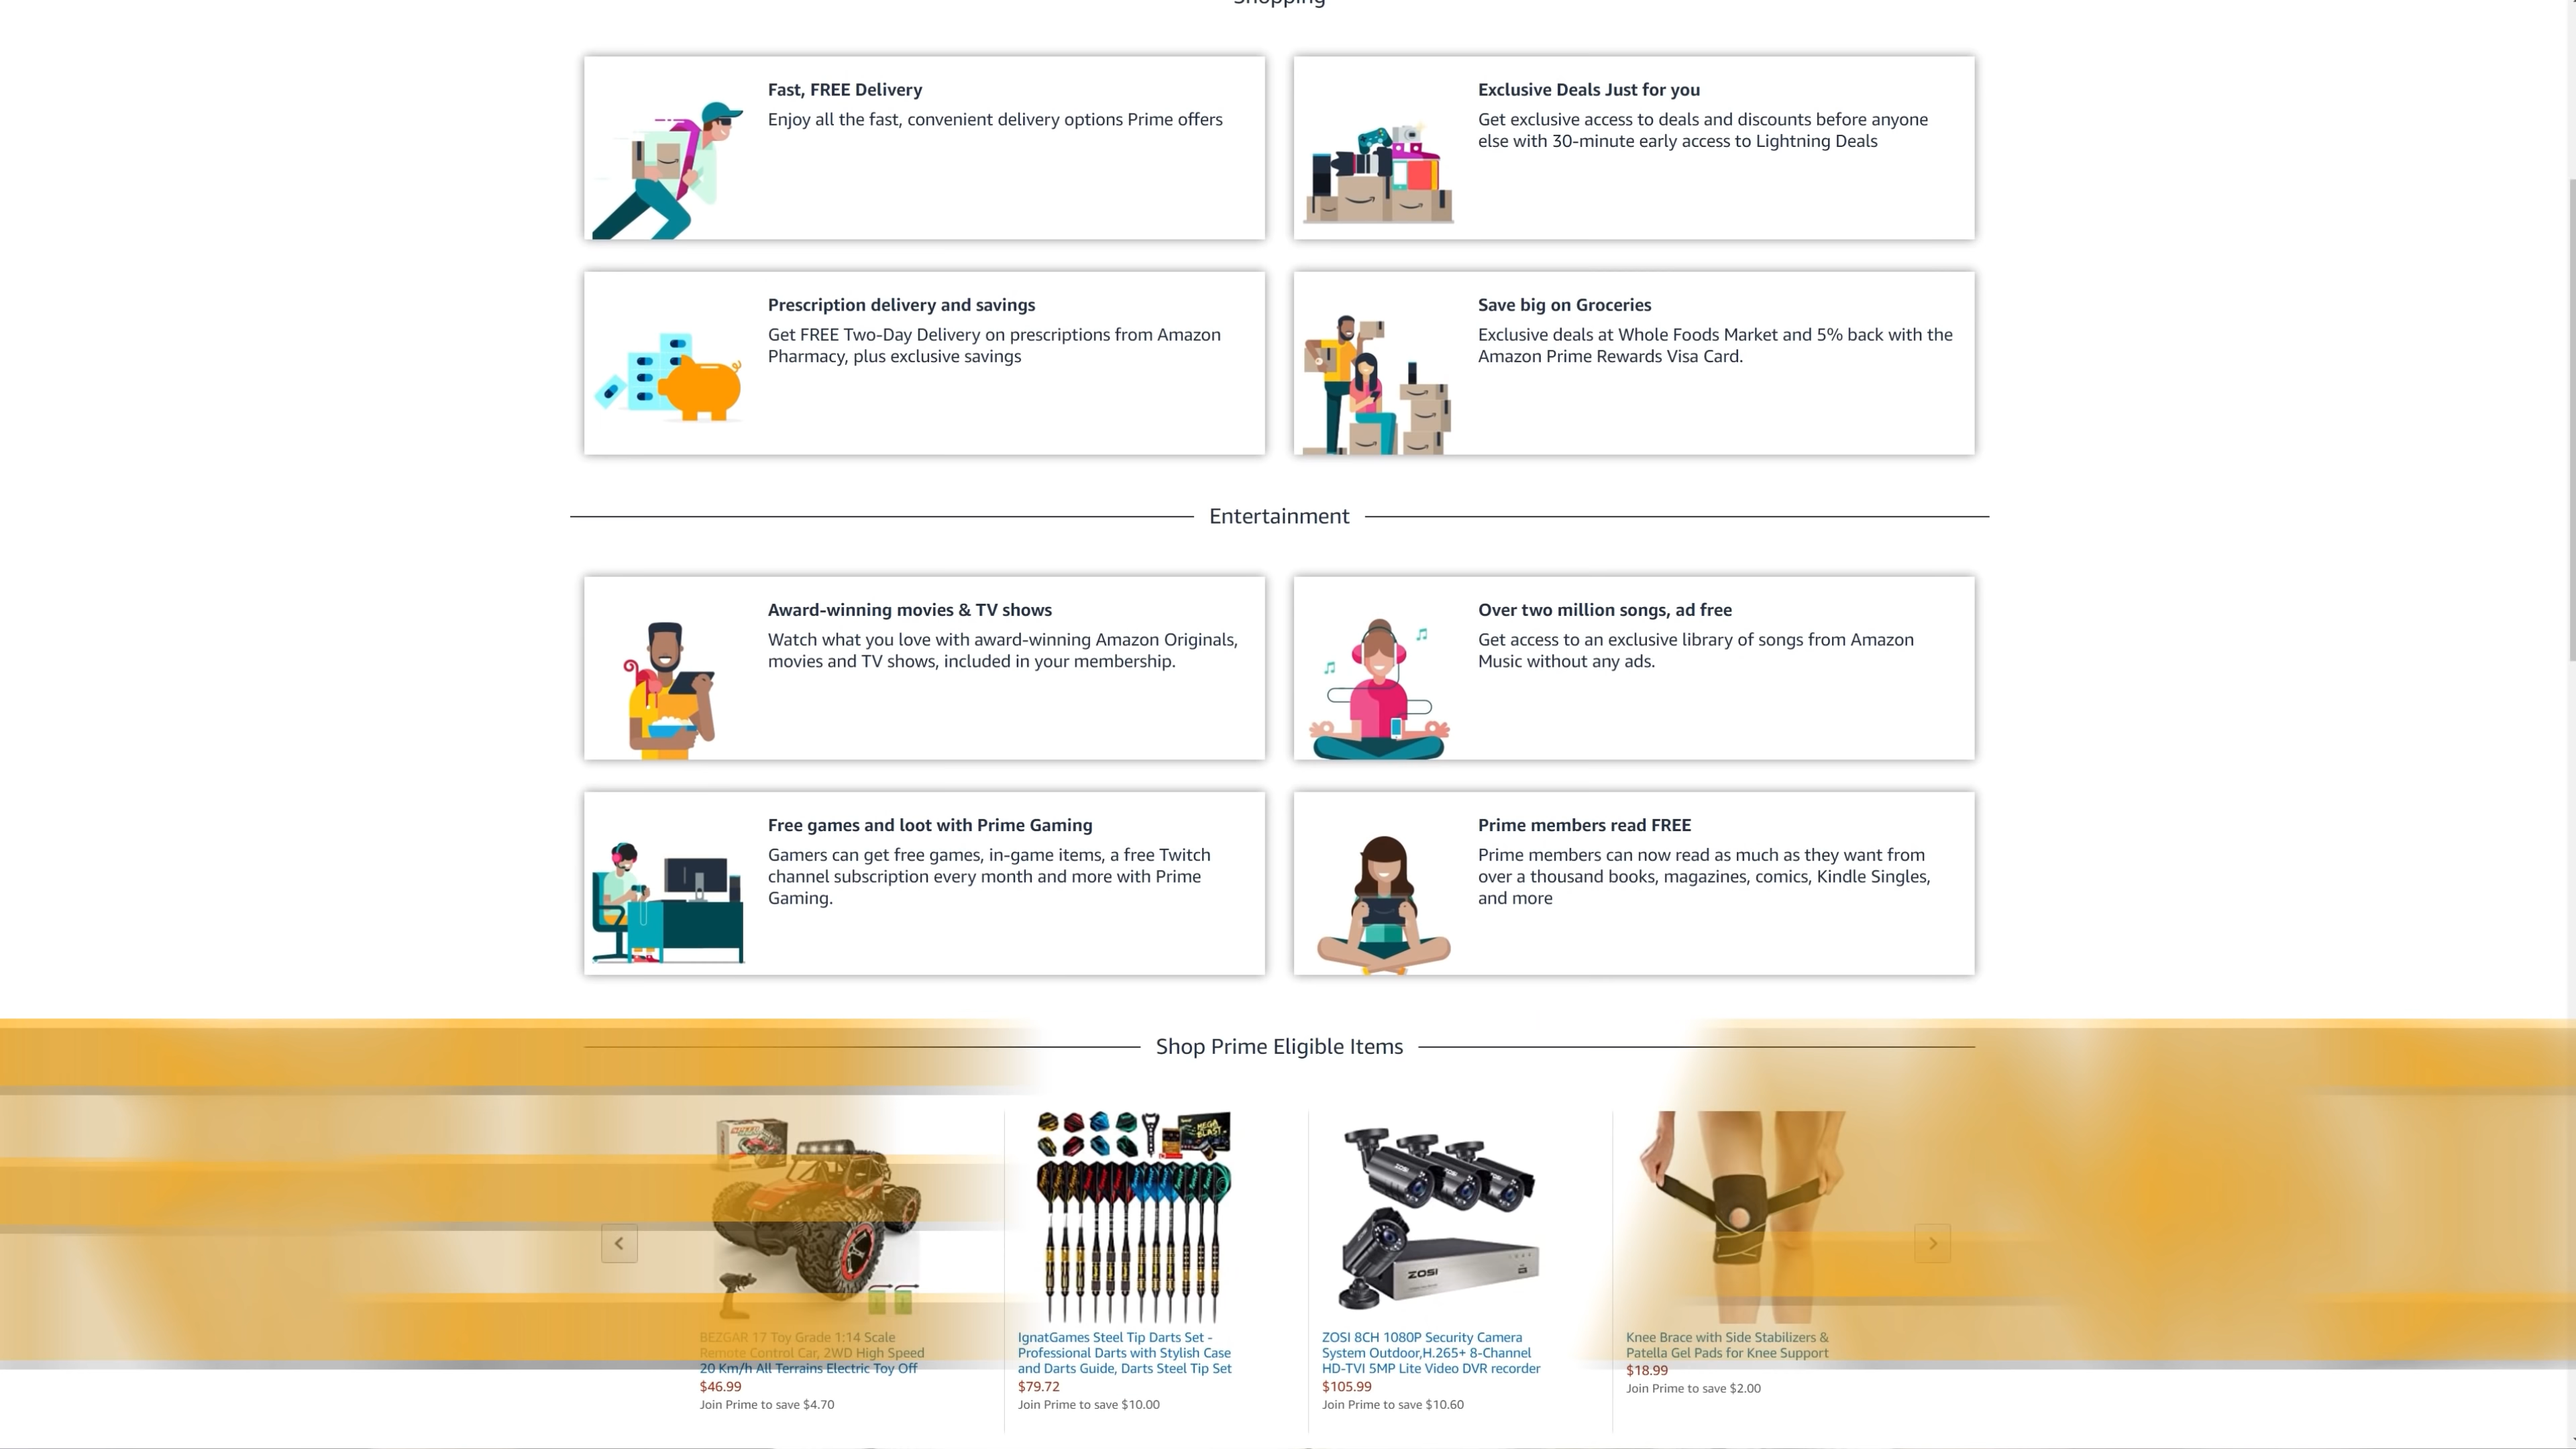 Shopping
Fast, FREE Delivery
Enjoy all the fast, convenient delivery options Prime offers
Exclusive Deals Just for you
Get exclusive access to deals and discounts before anyone
else with 30-minute early access to Lightning Deals
Prescription delivery and savings
Get FREE Two-Day Delivery on prescriptions from Amazon
Pharmacy, plus exclusive savings
Save big on Groceries
Exclusive deals at Whole Foods Market and 5% back with the
Amazon Prime Rewards Visa Card.
Entertainment
Award-winning movies & TV shows
Watch what you love with award-winning Amazon Originals,
movies and TV shows, included in your membership.
Over two million songs, ad free
Get access to an exclusive library of songs from Amazon
Music without any ads.
Free games and loot with Prime Gaming
Gamers can get free games, in-game items, a free Twitch
channel subscription every month and more with Prime
Gaming.
Prime members read FREE
Prime members can now read as much as they want from
over a thousand books, magazines, comics, Kindle Singles,
and more
Shop Prime Eligible Items
MEGA
BLAST
ZOSI
ZOSI
BEZGAR 17 Toy Grade 1:14 Scale
Remote Control Car, 2WD High Speed
20 Km/h All Terrains Electric Toy Off
$46.99
Join Prime to save $4.70
IgnatGames Steel Tip Darts Set -
Professional Darts with Stylish Case
and Darts Guide, Darts Steel Tip Set
$79.72
Join Prime to save $10.00
ZOSI 8CH 1080P Security Camera
System Outdoor,H.265+ 8-Channel
HD-TVI 5MP Lite Video DVR recorder
$105.99
Join Prime to save $10.60
Knee Brace with Side Stabilizers &
Patella Gel Pads for Knee Support
$18.99
Join Prime to save $2.00